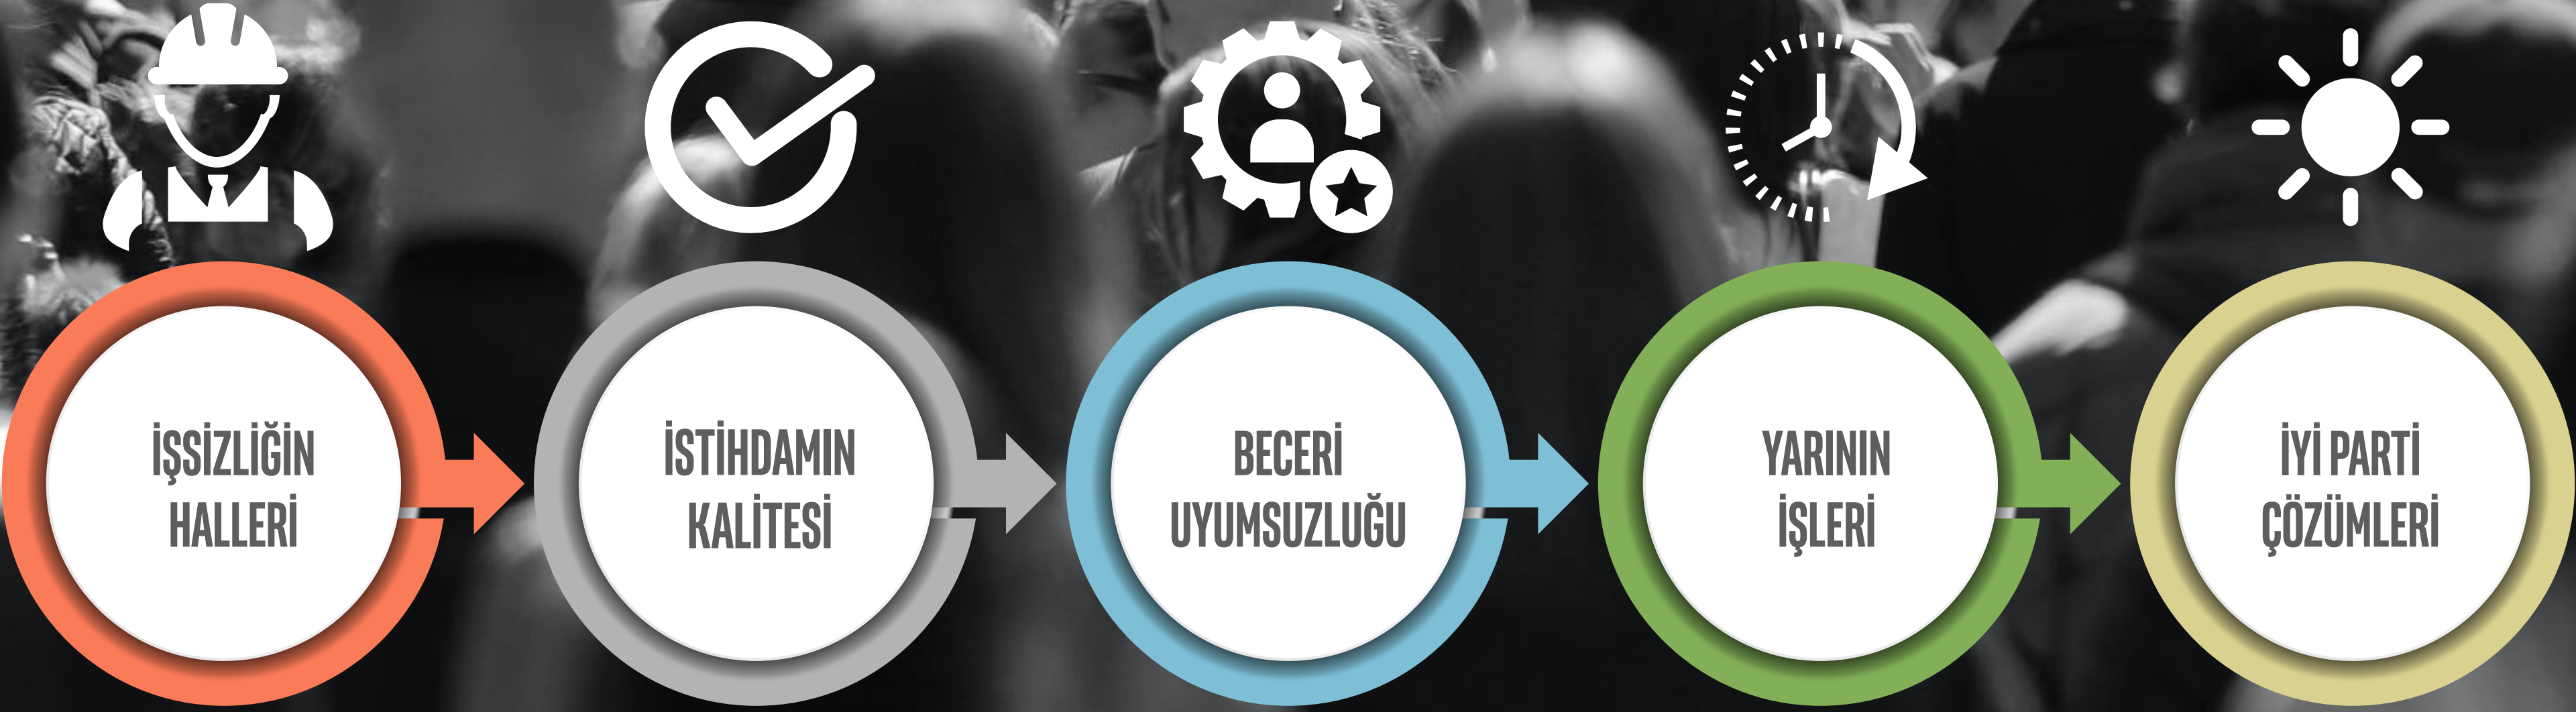 İŞSİZLİĞİN
HALLERİ
İSTİHDAMIN
KALİTESİ
BECERİ
UYUMSUZLUĞU
YARININ
İŞLERİ
İYİ PARTİ
ÇÖZÜMLERİ